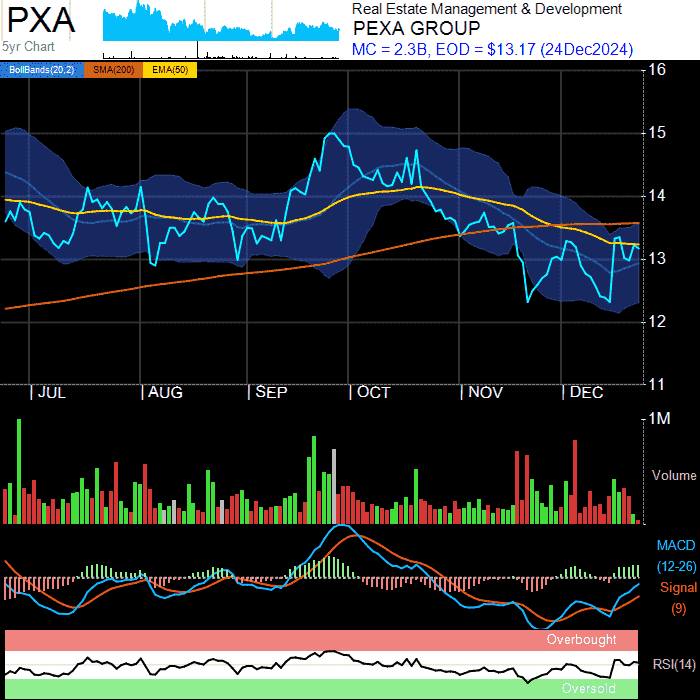 PXA
5yr Chart
Real Estate Management & Development
PEXA GROUP
MC = 2.3B, EOD = $13.17 (24Dec2024)
BollBands(20,2) SMA(200) EMA(50)
16
15
14
13
12
11
JUL AUG SEP OCT NOV DEC
1M
Volume
MACD
(12-26)
Signal
(9)
Overbought
RSI(14)
Oversold